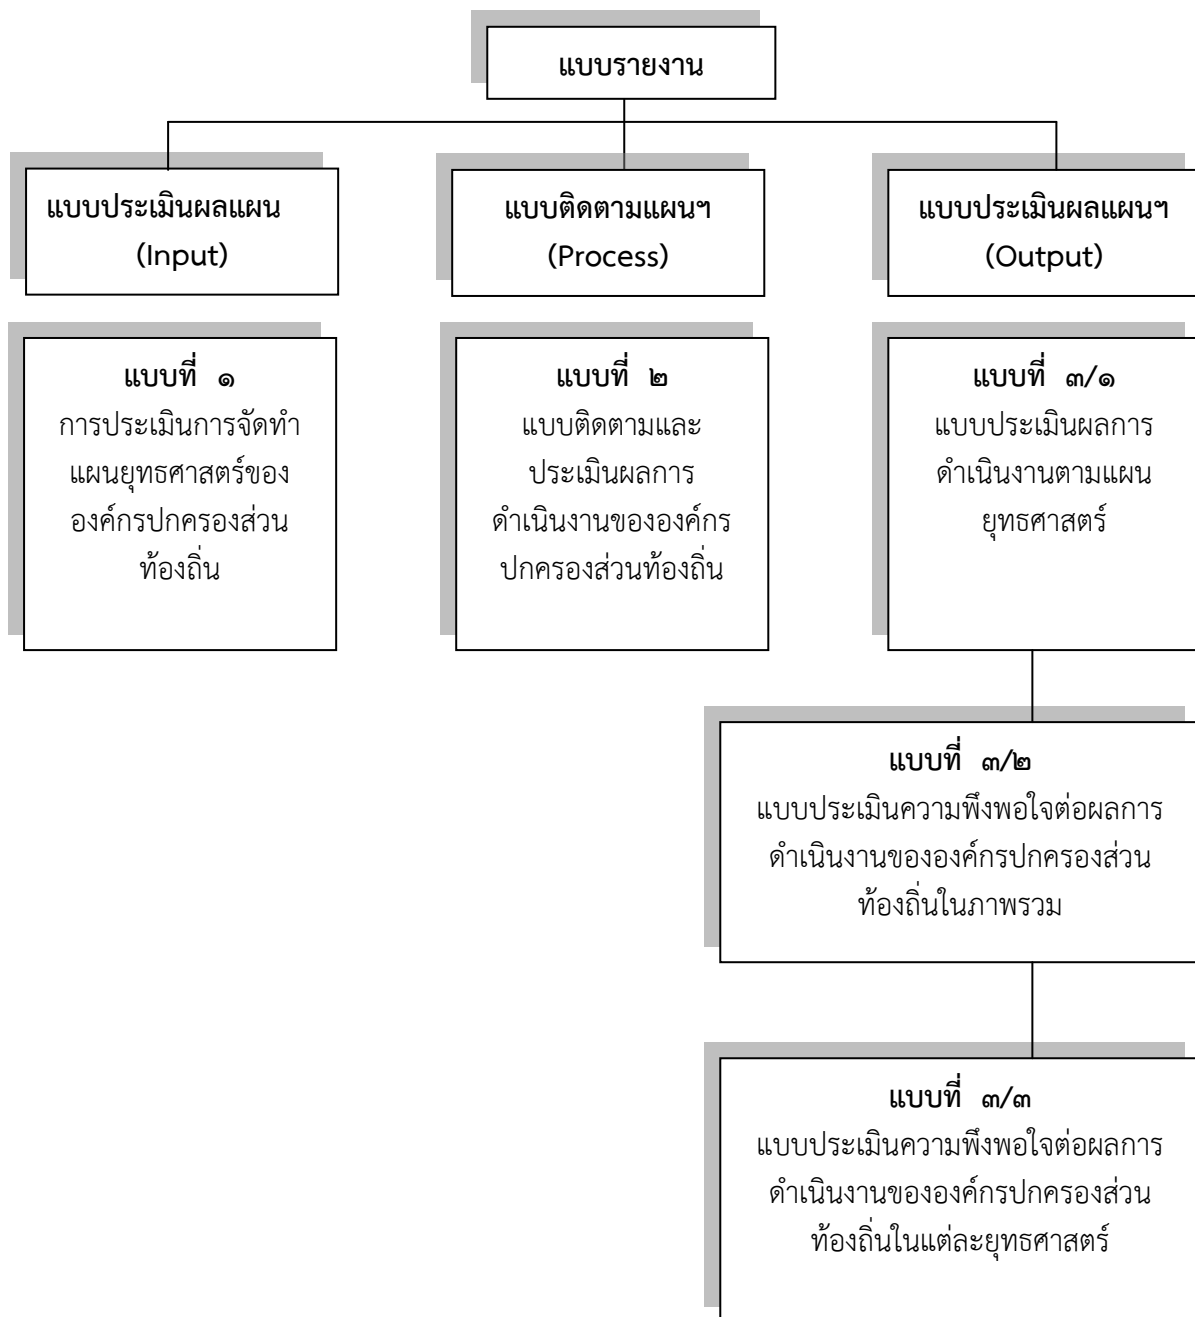 แบบรายงาน
แบบประเมินผลแผน
(Input)
แบบติดตามแผนฯ
(Process)
แบบประเมินผลแผนฯ
(Output)
แบบที่ ๑
การประเมินการจัดทำ
แผนยุทธศาสตร์ของ
องค์กรปกครองส่วน
ท้องถิ่น
แบบที่ ๒
แบบติดตามและ
ประเมินผลการ
ดำเนินงานขององค์กร
ปกครองส่วนท้องถิ่น
แบบที่ ๓/๑
แบบประเมินผลการ
ดำเนินงานตามแผน
ยุทธศาสตร์
แบบที่ ๓/๒
แบบประเมินความพึงพอใจต่อผลการ
ดำเนินงานขององค์กรปกครองส่วน
ท้องถิ่นในภาพรวม
แบบที่ ๓/๓
แบบประเมินความพึงพอใจต่อผลการ
ดำเนินงานขององค์กรปกครองส่วน
ท้องถิ่นในแต่ละยุทธศาสตร์